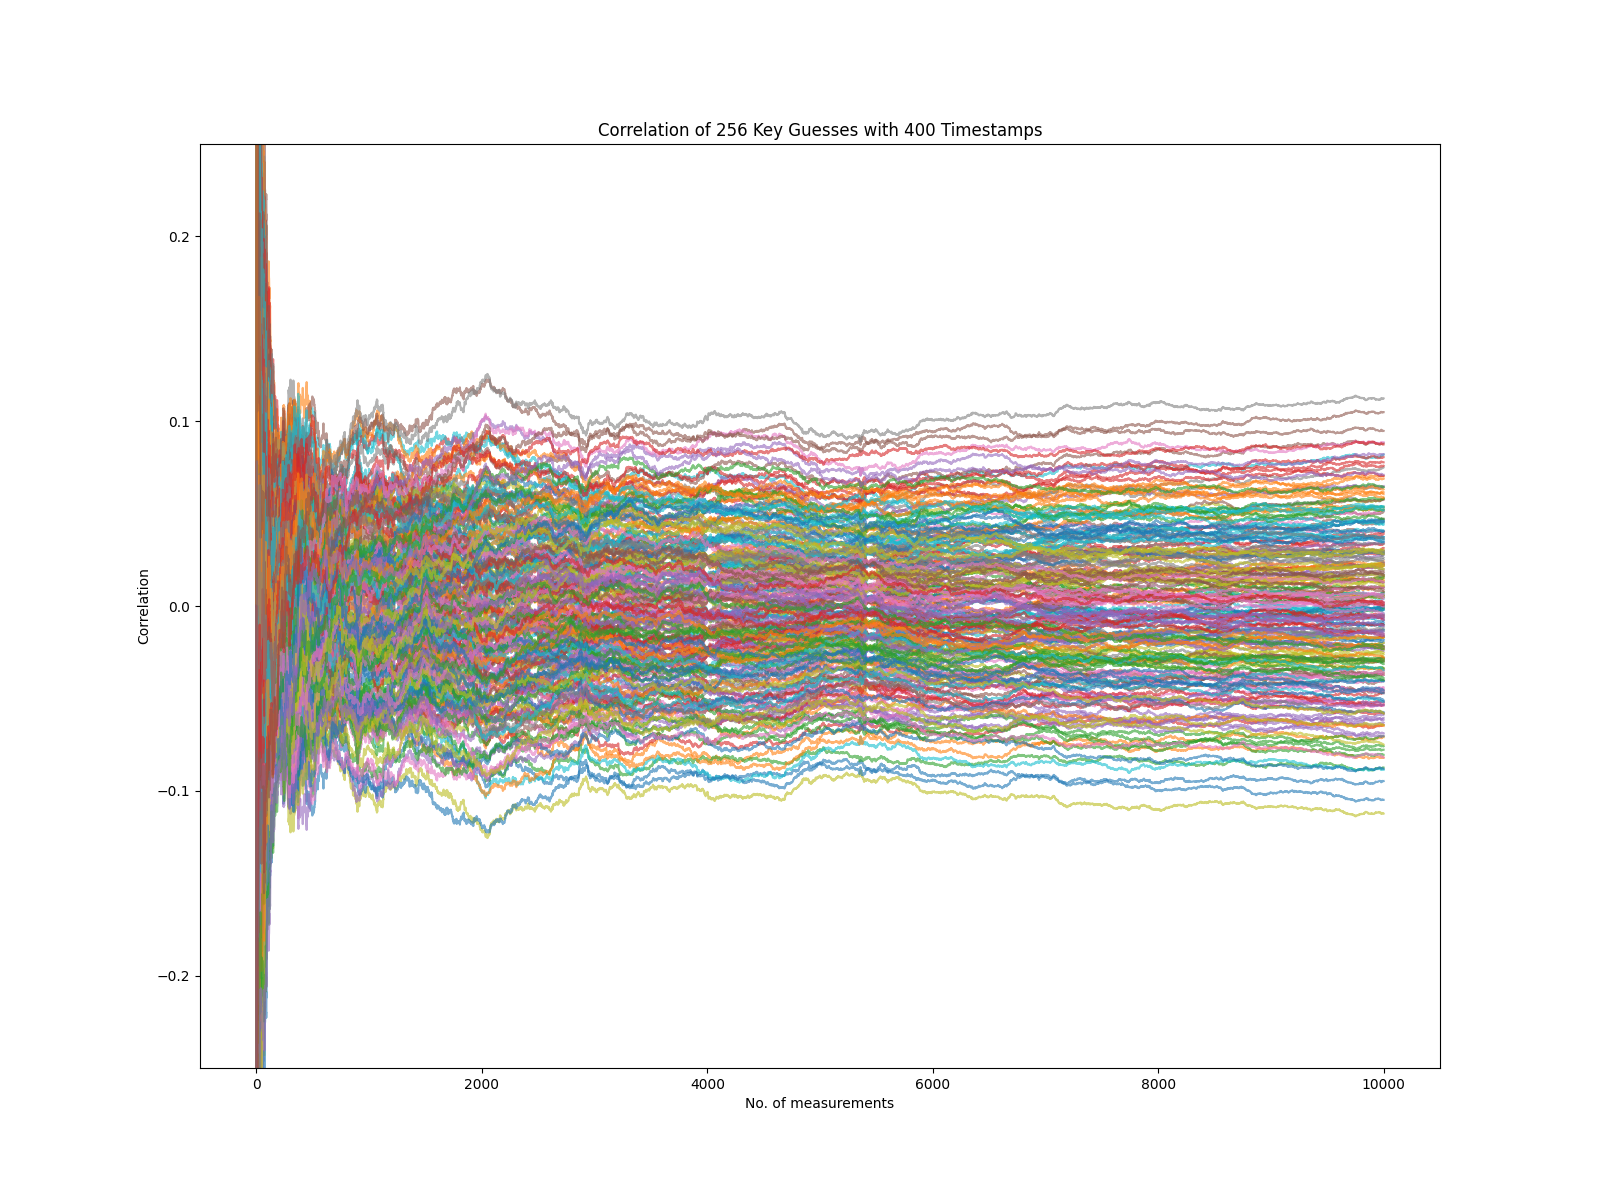 Correlation of 256 Key Guesses with 400 Timestamps
0.2
0.1
0.0
−0.1
−0.2
Correlation
0 2000 4000 6000 8000 10000
No. of measurements